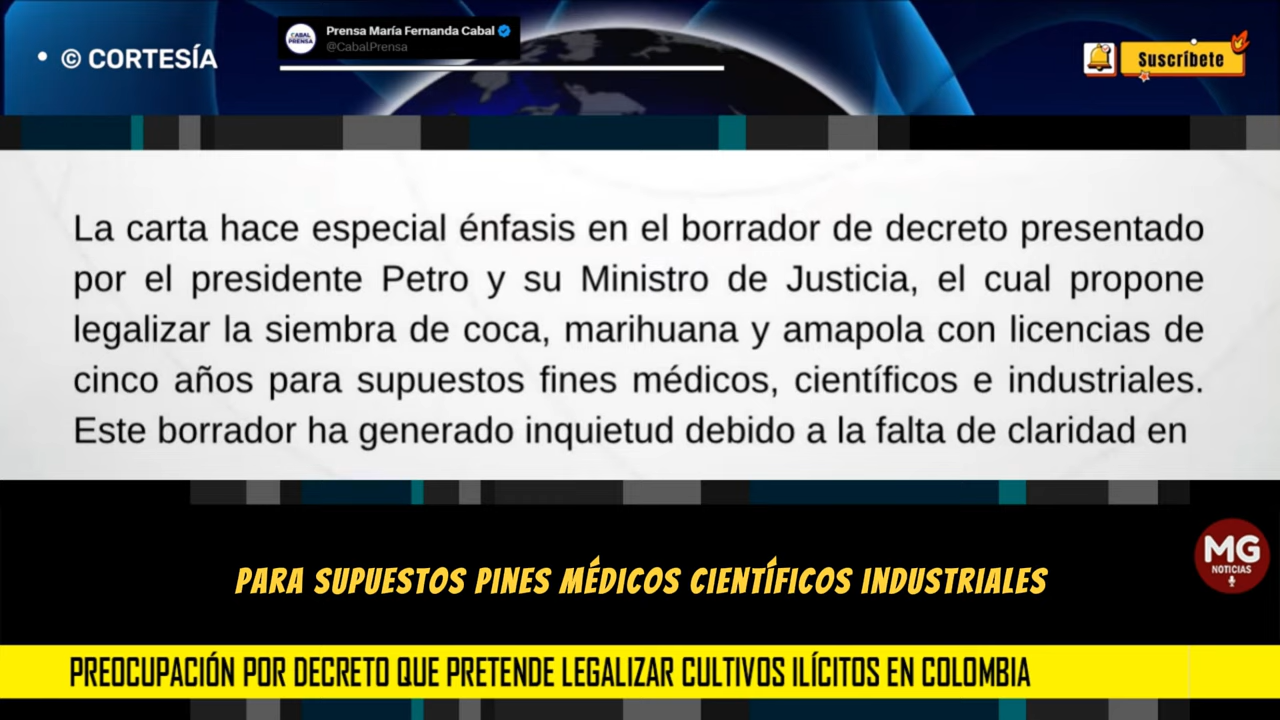 • © CORTESÍA
CABAL PRENSA
Prensa María Fernanda Cabal
@CabalPrensa
Suscríbete
La carta hace especial énfasis en el borrador de decreto presentado
por el presidente Petro y su Ministro de Justicia, el cual propone
legalizar la siembra de coca, marihuana y amapola con licencias de
cinco años para supuestos fines médicos, científicos e industriales.
Este borrador ha generado inquietud debido a la falta de claridad en
PARA SUPUESTOS PINES MÉDICOS CIENTÍFICOS INDUSTRIALES
MG
NOTICIAS
PREOCUPACIÓN POR DECRETO QUE PRETENDE LEGALIZAR CULTIVOS ILÍCITOS EN COLOMBIA